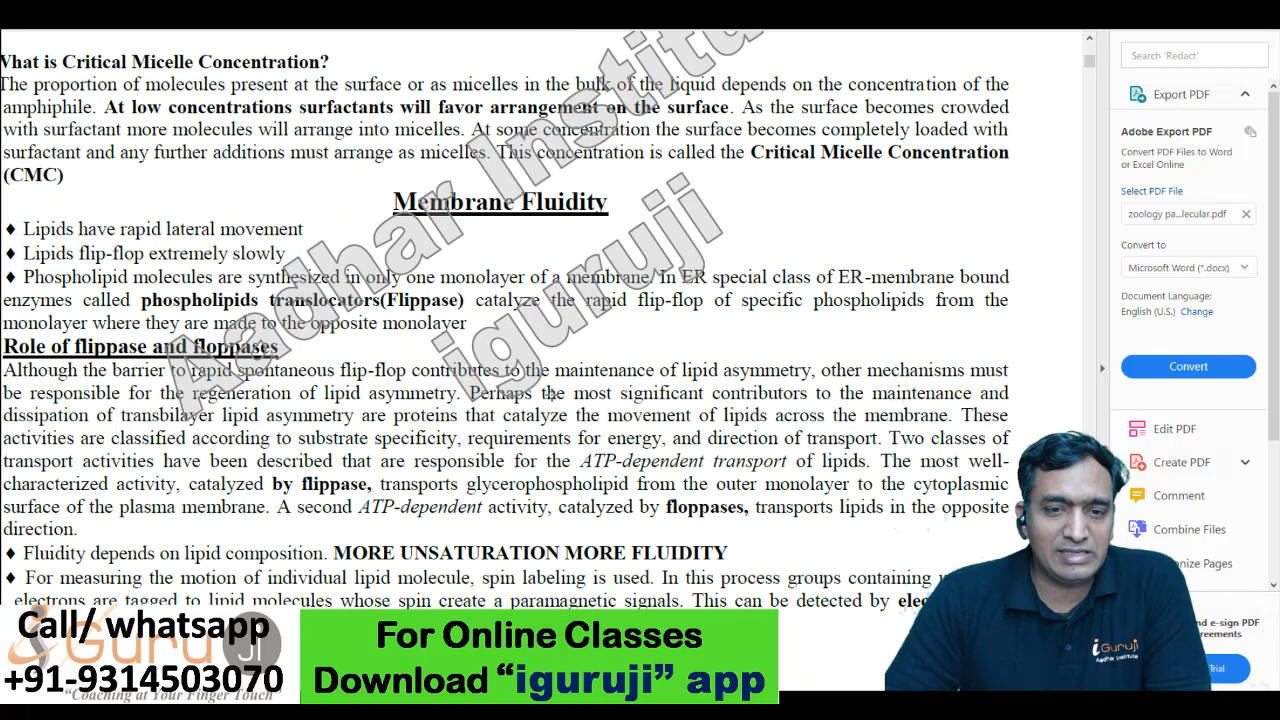 What is Critical Micelle Concentration?
The proportion of molecules present at the surface or as micelles in the bulk of the liquid depends on the concentration of the
amphiphile. At low concentrations surfactants will favor arrangement on the surface. As the surface becomes crowded
with surfactant more molecules will arrange into micelles. At some concentration the surface becomes completely loaded with
surfactant and any further additions must arrange as micelles. This concentration is called the Critical Micelle Concentration
(CMC)
Membrane Fluidity
♦ Lipids have rapid lateral movement
♦ Lipids flip-flop extremely slowly
♦ Phospholipid molecules are synthesized in only one monolayer of a membrane. In ER special class of ER-membrane bound
enzymes called phospholipids translocators(Flippase) catalyze the rapid flip-flop of specific phospholipids from the
monolayer where they are made to the opposite monolayer
Role of flippase and floppases
Although the barrier to rapid spontaneous flip-flop contributes to the maintenance of lipid asymmetry, other mechanisms must
be responsible for the regeneration of lipid asymmetry. Perhaps the most significant contributors to the maintenance and
dissipation of transbilayer lipid asymmetry are proteins that catalyze the movement of lipids across the membrane. These
activities are classified according to substrate specificity, requirements for energy, and direction of transport. Two classes of
transport activities have been described that are responsible for the ATP-dependent transport of lipids. The most well-
characterized activity, catalyzed by flippase, transports glycerophospholipid from the outer monolayer to the cytoplasmic
surface of the plasma membrane. A second ATP-dependent activity, catalyzed by floppases, transports lipids in the opposite
direction.
♦ Fluidity depends on lipid composition. MORE UNSATURATION MORE FLUIDITY
♦ For measuring the motion of individual lipid molecule, spin labeling is used. In this process groups containing
electrons are tagged to lipid molecules whose spin create a paramagnetic signals. This can be detected by
Aadhar Institu
iguruji
Search 'Redact'
Export PDF
Adobe Export PDF
Convert PDF Files to Word
or Excel Online
Select PDF File
zoology pa...lecular.pdf
Convert to
Microsoft Word (*.docx)
Document Language:
English (U.S.) Change
Convert
Edit PDF
Create PDF
Comment
Combine Files
Pages
e-sign PDF
Trial
iGuruji
Aadhar Institute
Call/ whatsapp
+91-9314503070
iGuru JI
"Coaching at Your Finger Touch"
For Online Classes
Download "iguruji" app